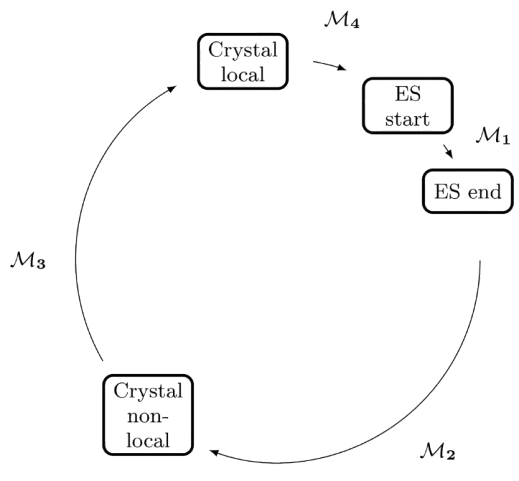 ℳ₄
Crystal
local
ES
start
ℳ₁
ES end
ℳ₃
Crystal
non-
local
ℳ₂